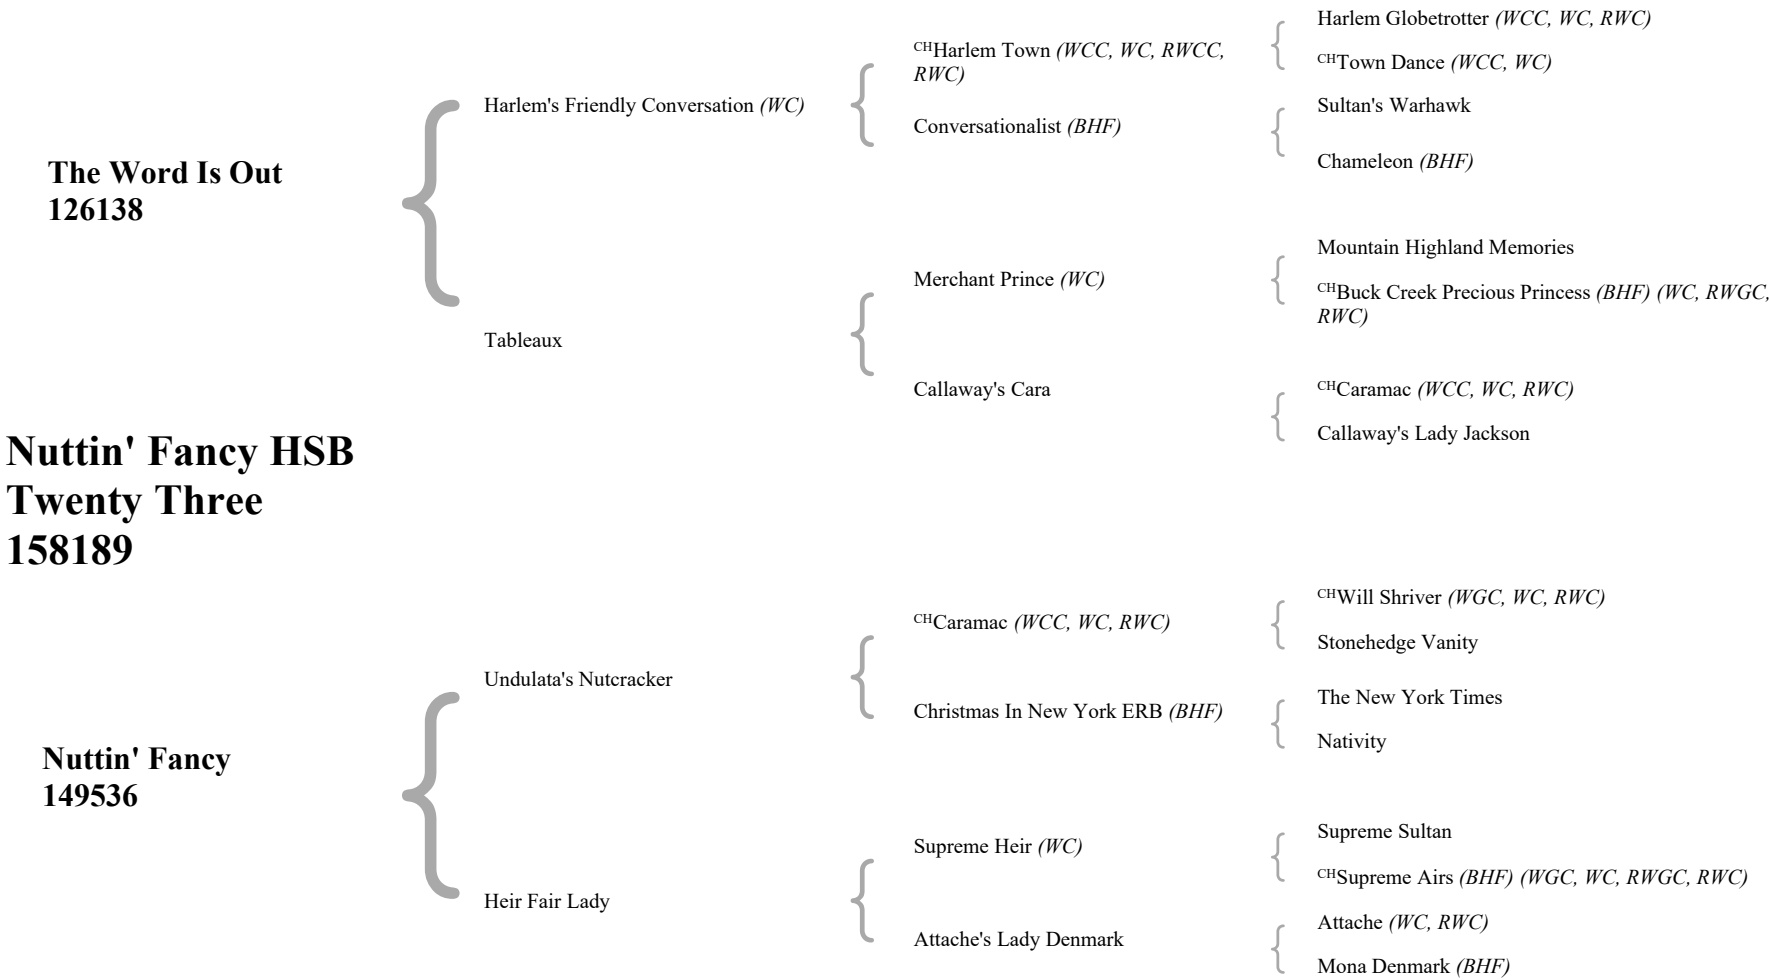 Harlem Globetrotter (WCC, WC, RWC)
CHHarlem Town (WCC, WC, RWCC,
RWC)
CHTown Dance (WCC, WC)
Harlem's Friendly Conversation (WC)
Sultan's Warhawk
Conversationalist (BHF)
Chameleon (BHF)
The Word Is Out
126138
Mountain Highland Memories
Merchant Prince (WC)
CHBuck Creek Precious Princess (BHF) (WC, RWGC,
RWC)
Tableaux
Callaway's Cara
CHCaramac (WCC, WC, RWC)
Callaway's Lady Jackson
Nuttin' Fancy HSB
Twenty Three
158189
CHWill Shriver (WGC, WC, RWC)
CHCaramac (WCC, WC, RWC)
Stonehedge Vanity
Undulata's Nutcracker
The New York Times
Christmas In New York ERB (BHF)
Nativity
Nuttin' Fancy
149536
Supreme Sultan
Supreme Heir (WC)
CHSupreme Airs (BHF) (WGC, WC, RWGC, RWC)
Heir Fair Lady
Attache (WC, RWC)
Attache's Lady Denmark
Mona Denmark (BHF)